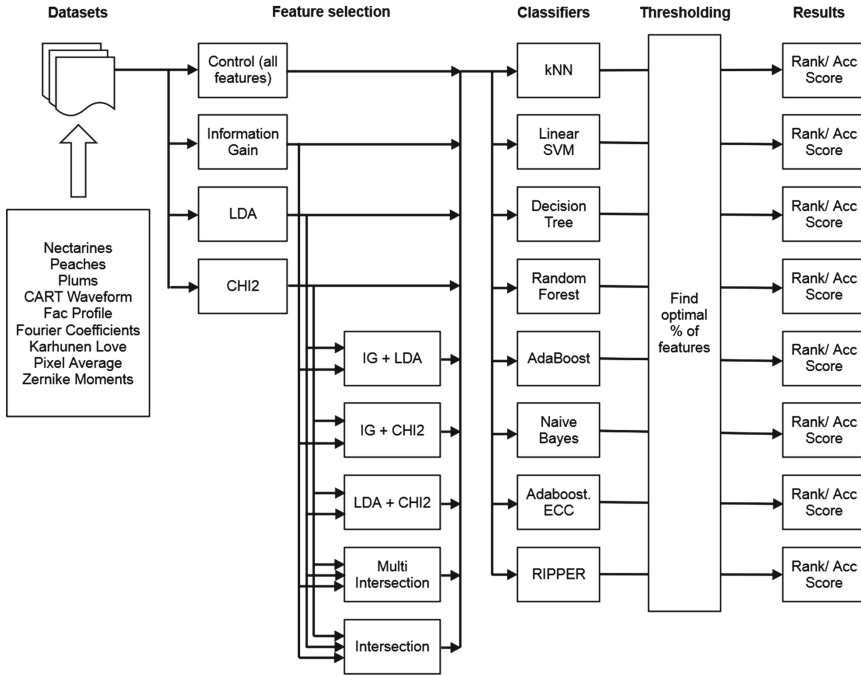 Datasets
Feature selection
Classifiers
Thresholding
Results
Control (all
features)
Information
Gain
LDA
CHI2
Nectarines
Peaches
Plums
CART Waveform
Fac Profile
Fourier Coefficients
Karhunen Love
Pixel Average
Zernike Moments
IG + LDA
IG + CHI2
LDA + CHI2
Multi
Intersection
Intersection
kNN
Linear
SVM
Decision
Tree
Random
Forest
AdaBoost
Naive
Bayes
Adaboost.
ECC
RIPPER
Find
optimal
% of
features
Rank/ Acc
Score
Rank/ Acc
Score
Rank/ Acc
Score
Rank/ Acc
Score
Rank/ Acc
Score
Rank/ Acc
Score
Rank/ Acc
Score
Rank/ Acc
Score